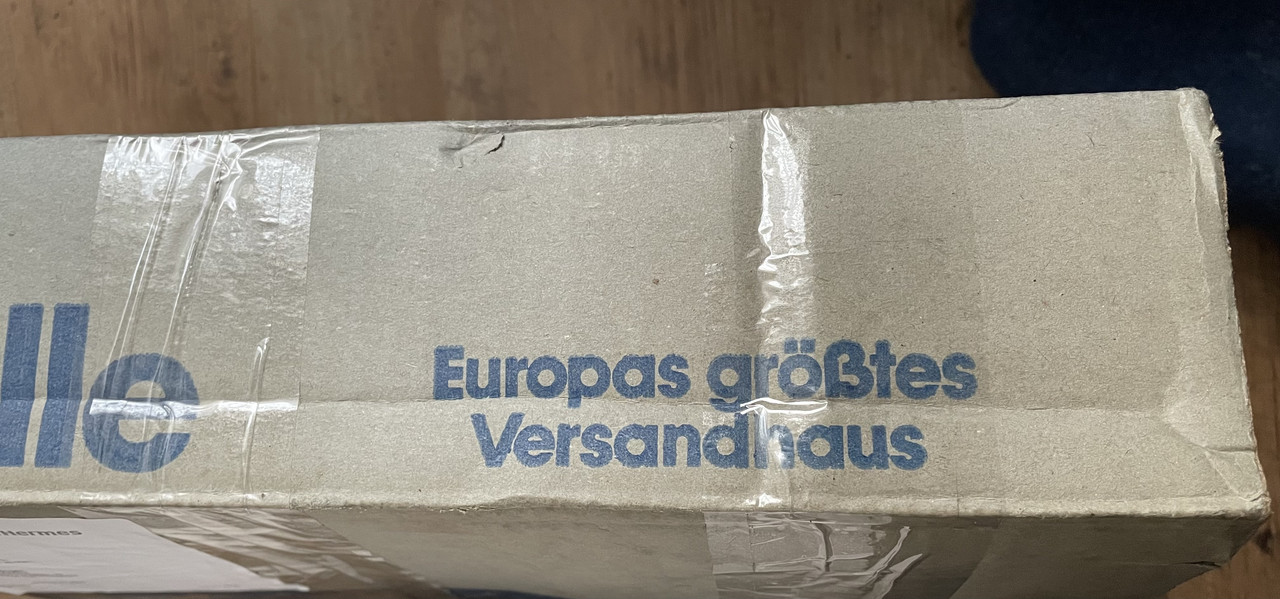 lle
Europas größtes
Versandhaus
Hermes